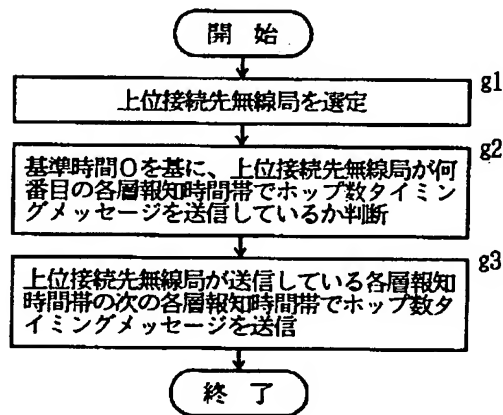 開 始
g1
上位接続先無線局を選定
g2
基準時間0を基に、上位接続先無線局が何
番目の各層報知時間帯でホップ数タイミン
グメッセージを送信しているか判断
g3
上位接続先無線局が送信している各層報知
時間帯の次の各層報知時間帯でホップ数タ
イミングメッセージを送信
終 了